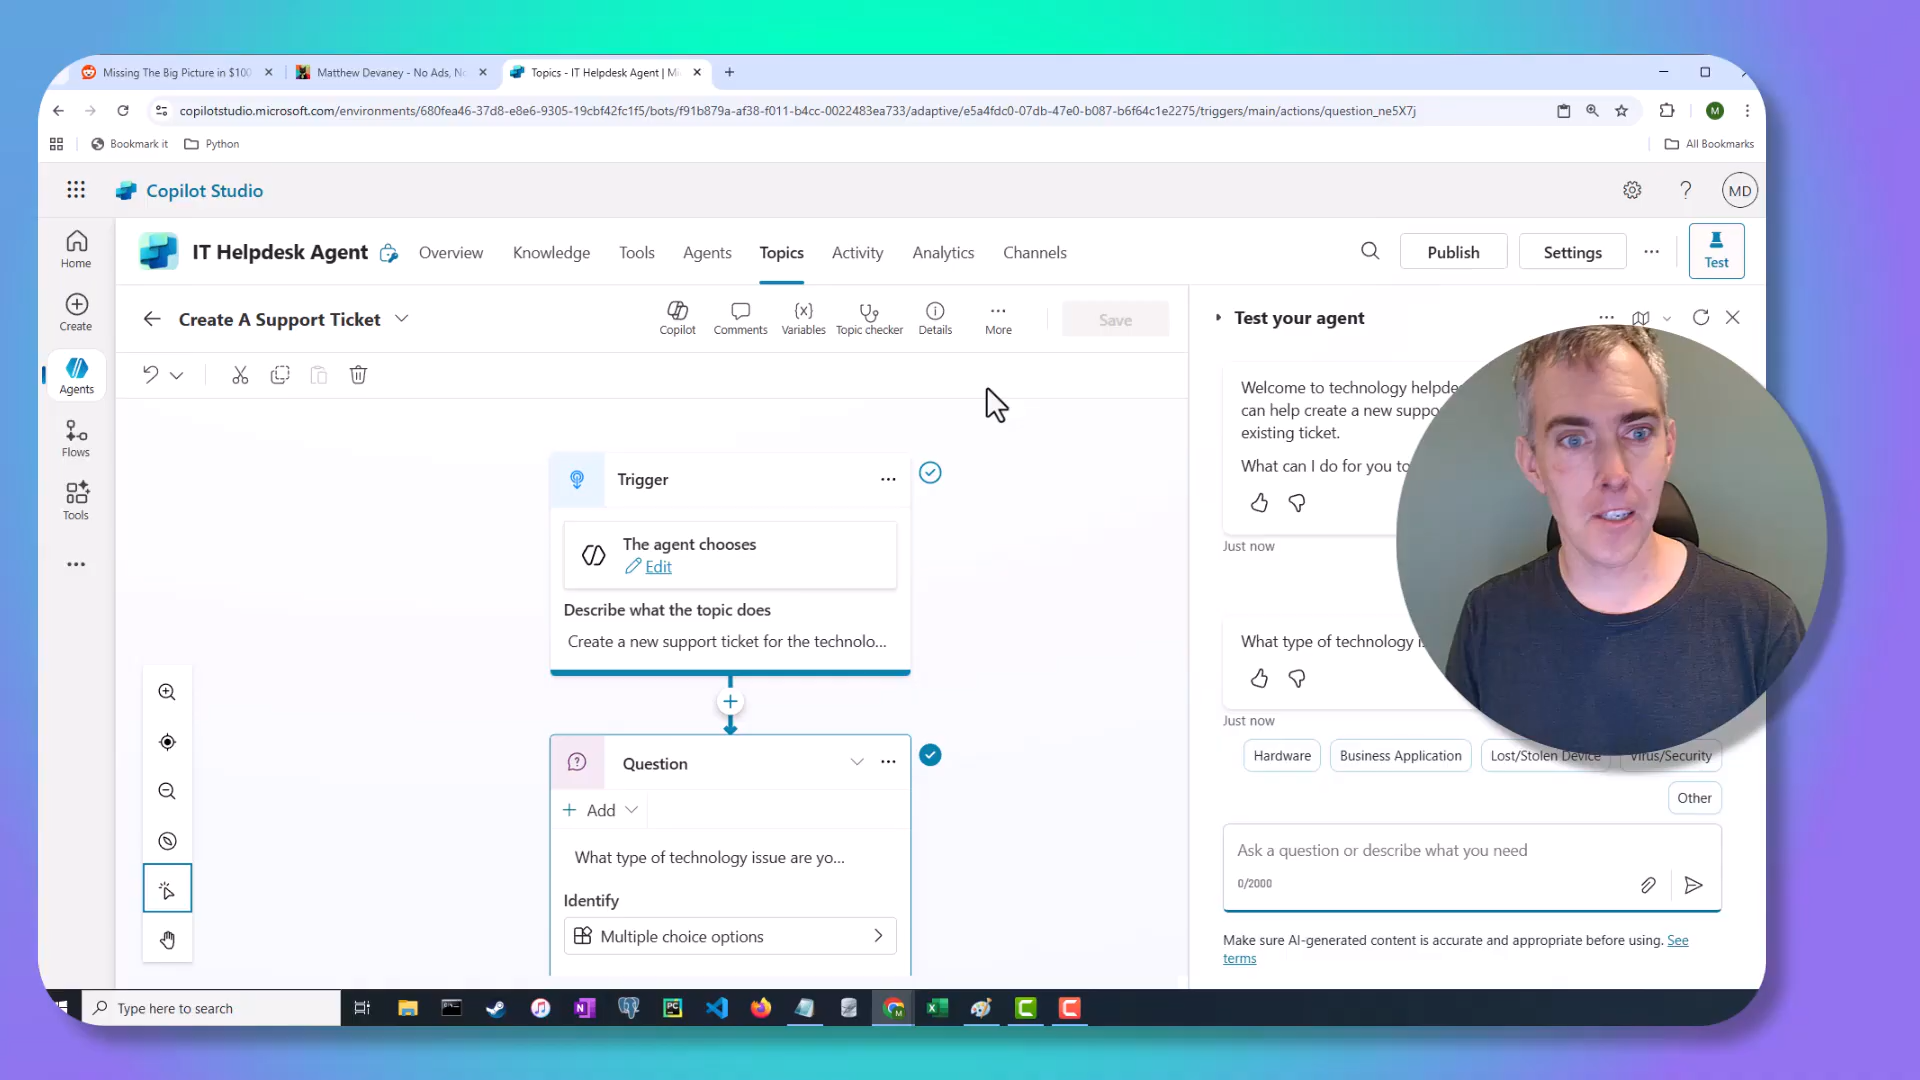 Missing The Big Picture in $100
Matthew Devaney - No Ads, No
Topics - IT Helpdesk Agent | Mi
copilotstudio.microsoft.com/environments/680fea46-37d8-e8e6-9305-19cbf42fc1f5/bots/f91b879a-af38-f011-b4cc-0022483ea733/adaptive/e5a4fdc0-07db-47e0-b087-b6f64c1e2275/triggers/main/actions/question_ne5X7j
M
Bookmark it
Python
All Bookmarks
Copilot Studio
MD
Home
Create
Agents
Flows
Tools
IT Helpdesk Agent
Overview
Knowledge
Tools
Agents
Topics
Activity
Analytics
Channels
Publish
Settings
Test
Create A Support Ticket
Copilot
Comments
Variables
Topic checker
Details
More
Save
Trigger
The agent chooses
Edit
Describe what the topic does
Create a new support ticket for the technolo...
Question
Add
What type of technology issue are yo...
Identify
Multiple choice options
Test your agent
Welcome to technology
can help create a new
existing ticket.
What can I do for you
Just now
What type of technology
Just now
Hardware
Business Application
Lost/Stolen Device
Virus/Security
Other
Ask a question or describe what you need
0/2000
Make sure AI-generated content is accurate and appropriate before using. See
terms
Type here to search